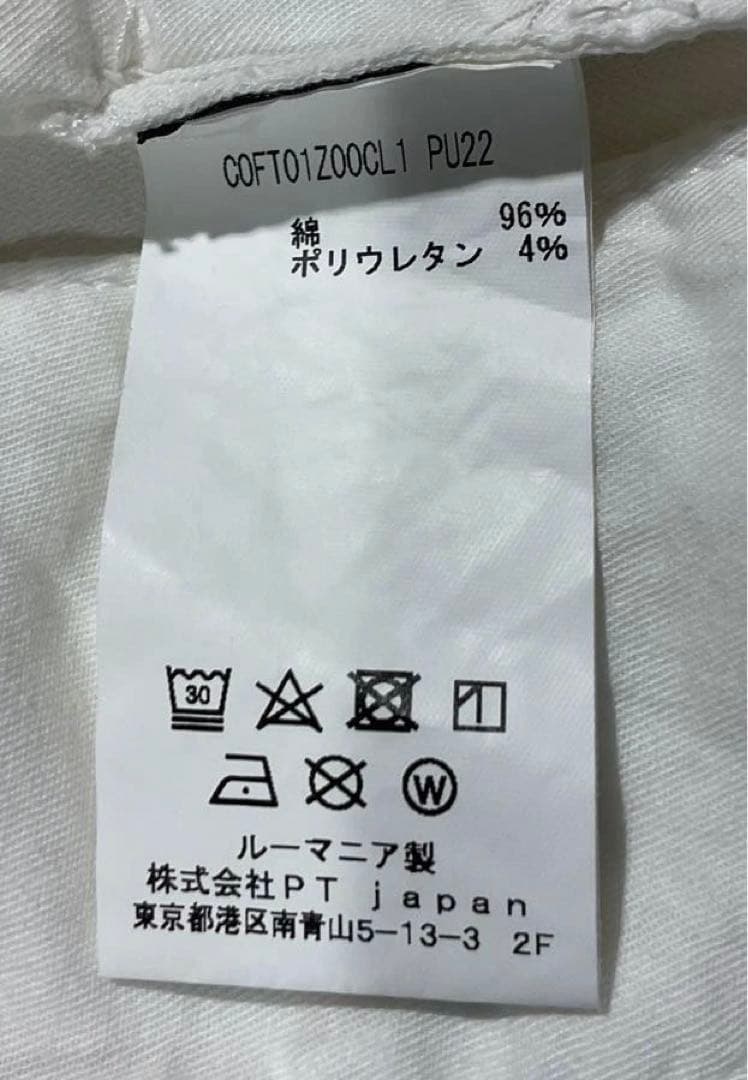 COFT01Z00CL1 PU22
綿 96%
ポリウレタン 4%
30
W
ルーマニア製
株式会社PT japan
東京都港区南青山5-13-3 2F